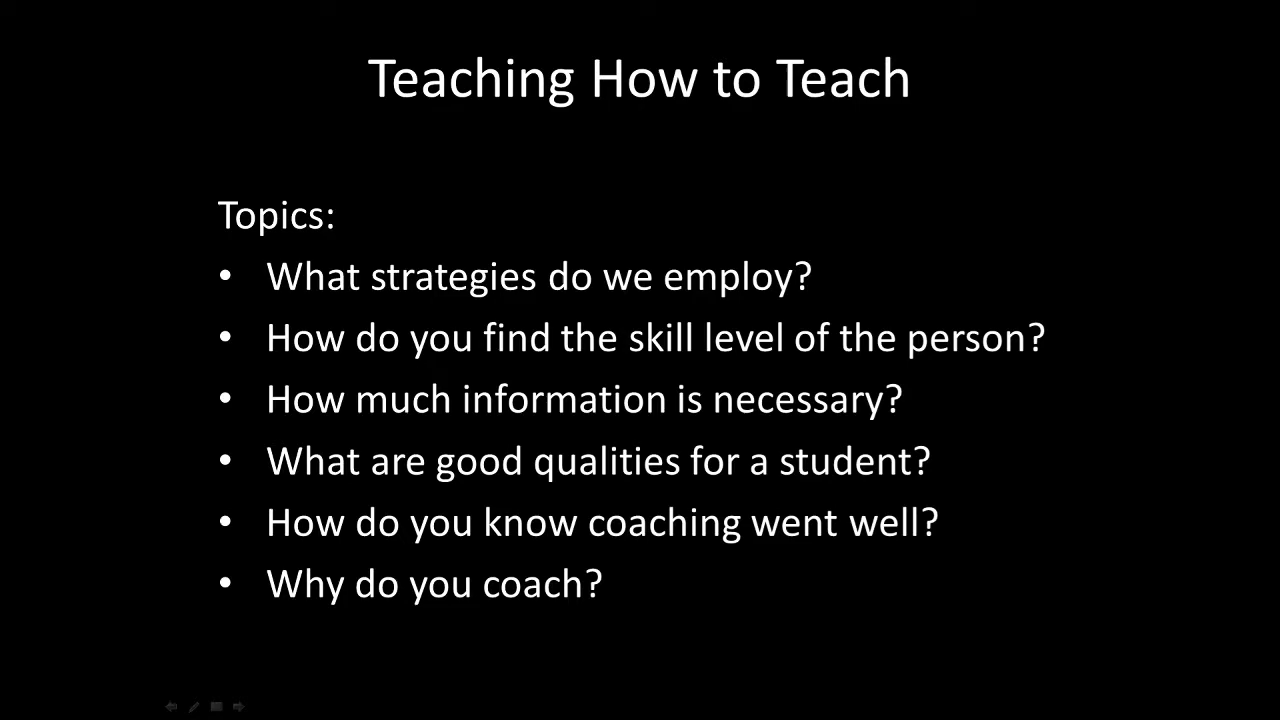 Teaching How to Teach
Topics:
• What strategies do we employ?
• How do you find the skill level of the person?
• How much information is necessary?
• What are good qualities for a student?
• How do you know coaching went well?
• Why do you coach?